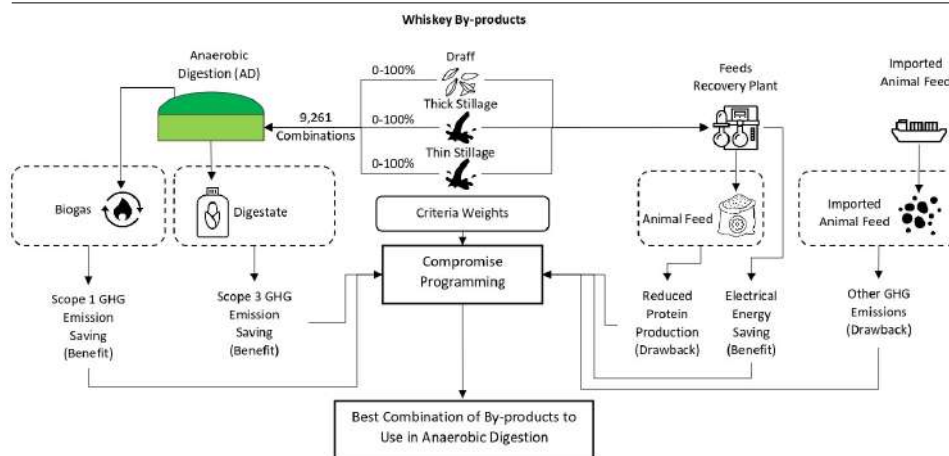 Whiskey By-products
Anaerobic
Digestion (AD)
9,261
Combinations
0-100%
Draff
0-100%
Thick Stillage
0-100%
Thin Stillage
Feeds
Recovery Plant
Imported
Animal Feed
Biogas
Digestate
Criteria Weights
Animal Feed
Imported
Animal Feed
Compromise
Programming
Scope 1 GHG
Emission
Saving
(Benefit)
Scope 3 GHG
Emission
Saving
(Benefit)
Reduced
Protein
Production
(Drawback)
Electrical
Energy
Saving
(Benefit)
Other GHG
Emissions
(Drawback)
Best Combination of By-products to
Use in Anaerobic Digestion